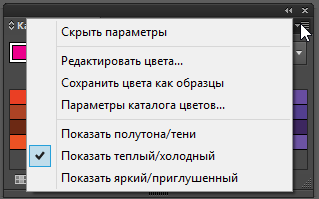 Скрыть параметры
Редактировать цвета...
Сохранить цвета как образцы
Параметры каталога цветов...
Показать полутона/тени
Показать теплый/холодный
Показать яркий/приглушенный